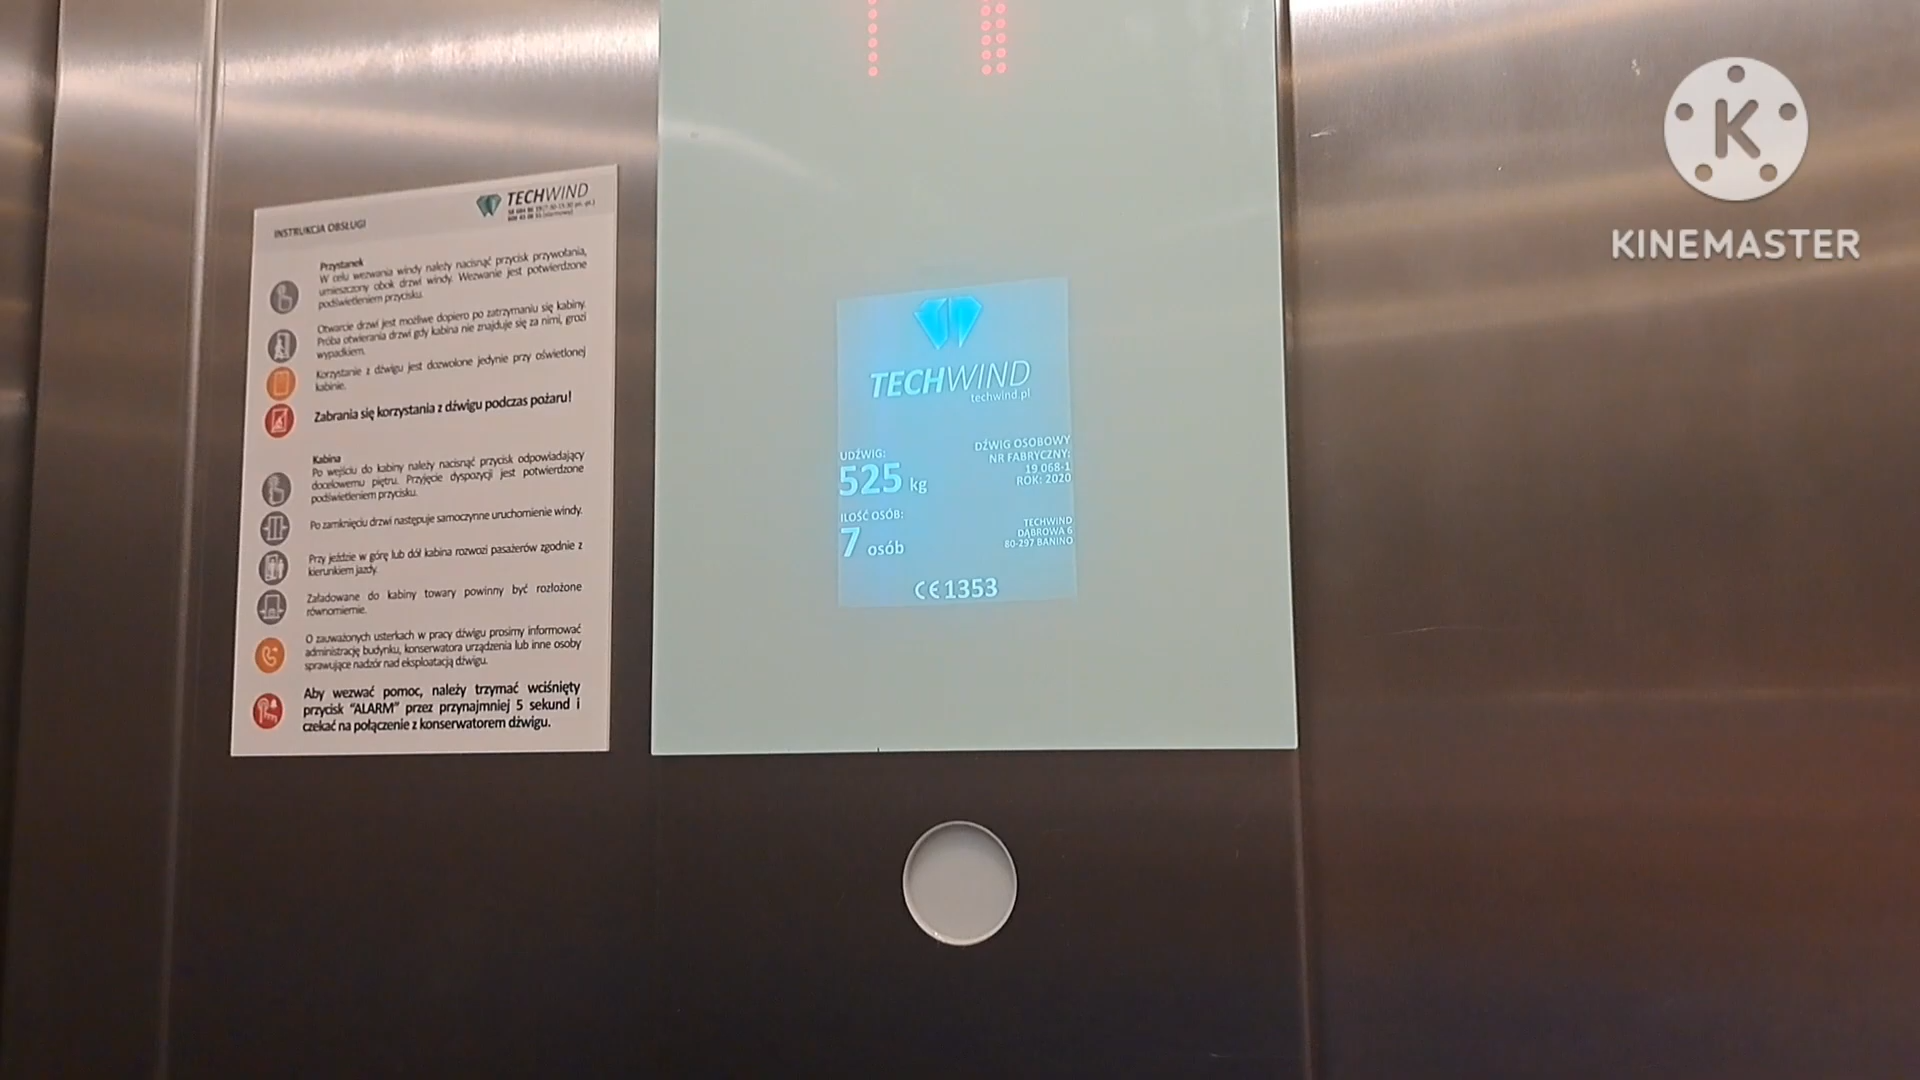 TECHWIND
INSTRUKCJA OBSŁUGI
Przystanek
W celu wezwania windy należy nacisnąć przycisk przywołania,
umieszczony obok drzwi windy. Wezwanie jest potwierdzone
podświetleniem przycisku.
Otwarcie drzwi jest możliwe dopiero po zatrzymaniu się kabiny.
Próba otwierania drzwi gdy kabina nie znajduje się za nimi, grozi
wypadkiem.
Korzystanie z dźwigu jest dozwolone jedynie przy oświetlonej
kabinie.
Zabrania się korzystania z dźwigu podczas pożaru!
Kabina
Po wejściu do kabiny należy nacisnąć przycisk odpowiadający
docelowemu piętru. Przyjęcie dyspozycji jest potwierdzone
podświetleniem przycisku.
Po zamknięciu drzwi następuje samoczynne uruchomienie windy.
Przy jeździe w górę lub dół kabina rozwozi pasażerów zgodnie z
kierunkiem jazdy.
Załadowane do kabiny towary powinny być rozłożone
równomiernie.
O zauważonych usterkach w pracy dźwigu prosimy informować
administrację budynku, konserwatora urządzenia lub inne osoby
sprawujące nadzór nad eksploatacją dźwigu.
Aby wezwać pomoc, należy trzymać wciśnięty
przycisk "ALARM" przez przynajmniej 5 sekund i
czekać na połączenie z konserwatorem dźwigu.
TECHWIND
techwind.pl
UDŹWIG:
525 kg
ILOŚĆ OSÓB:
7 osób
DŹWIG OSOBOWY
NR FABRYCZNY:
19 068-1
ROK: 2020
TECHWIND
DĄBROWA 6
80-297 BANINO
CE 1353
K
KINEMASTER